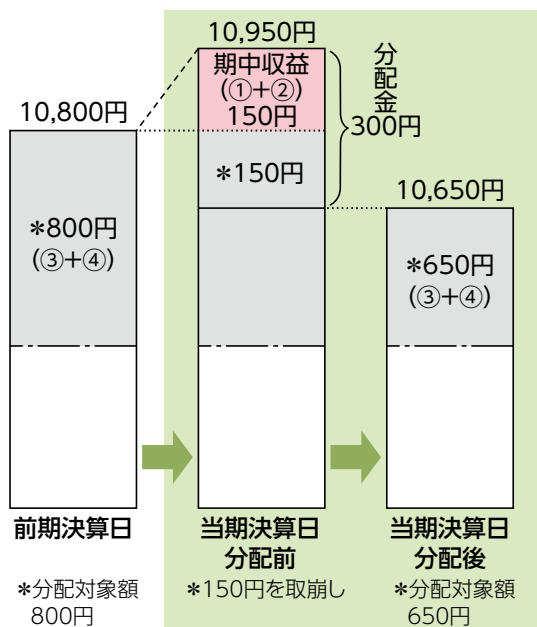 10,950円
期中収益
(①+②)
150円
分配金
300円
10,800円
*150円
10,650円
*800円
(③+④)
*650円
(③+④)
前期決算日
当期決算日
分配前
当期決算日
分配後
*分配対象額
800円
*150円を取崩し
*分配対象額
650円